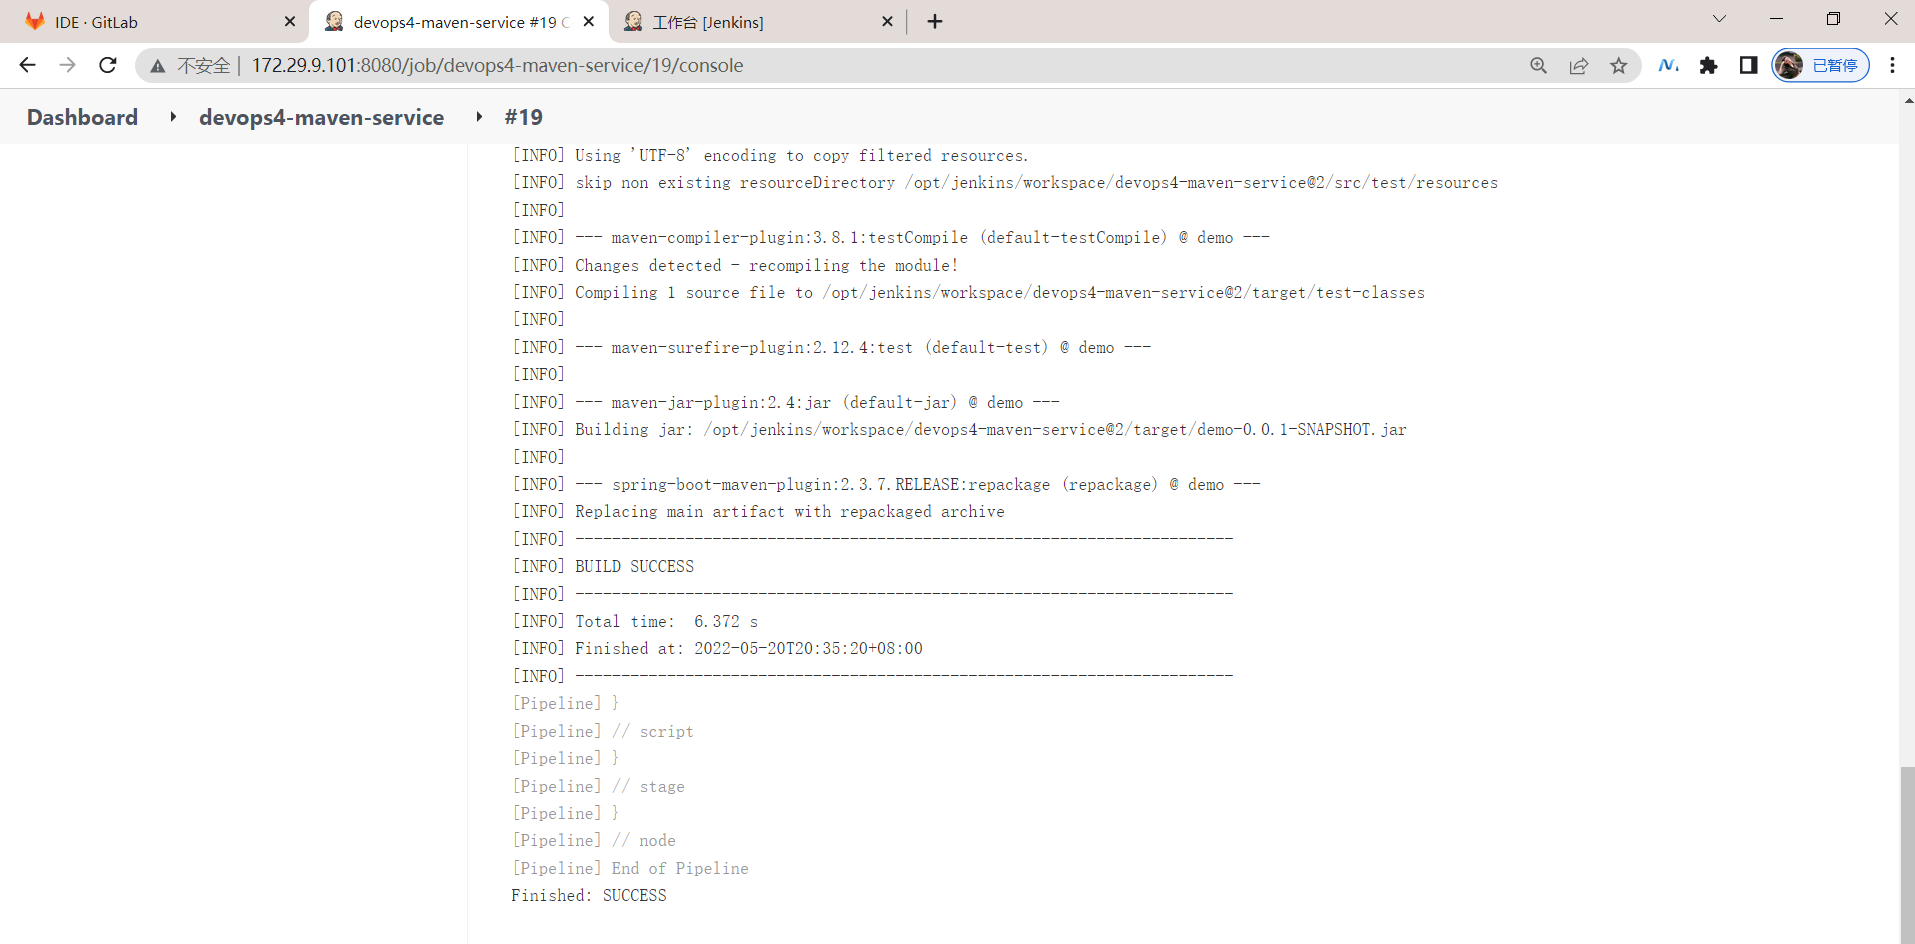 IDE · GitLab
devops4-maven-service #19 C
工作台 [Jenkins]
不安全 | 172.29.9.101:8080/job/devops4-maven-service/19/console
已暂停
Dashboard
devops4-maven-service
#19
[INFO] Using 'UTF-8' encoding to copy filtered resources.
[INFO] skip non existing resourceDirectory /opt/jenkins/workspace/devops4-maven-service@2/src/test/resources
[INFO]
[INFO] --- maven-compiler-plugin:3.8.1:testCompile (default-testCompile) @ demo ---
[INFO] Changes detected - recompiling the module!
[INFO] Compiling 1 source file to /opt/jenkins/workspace/devops4-maven-service@2/target/test-classes
[INFO]
[INFO] --- maven-surefire-plugin:2.12.4:test (default-test) @ demo ---
[INFO]
[INFO] --- maven-jar-plugin:2.4:jar (default-jar) @ demo ---
[INFO] Building jar: /opt/jenkins/workspace/devops4-maven-service@2/target/demo-0.0.1-SNAPSHOT.jar
[INFO]
[INFO] --- spring-boot-maven-plugin:2.3.7.RELEASE:repackage (repackage) @ demo ---
[INFO] Replacing main artifact with repackaged archive
[INFO] ------------------------------------------------------------------------
[INFO] BUILD SUCCESS
[INFO] ------------------------------------------------------------------------
[INFO] Total time:  6.372 s
[INFO] Finished at: 2022-05-20T20:35:20+08:00
[INFO] ------------------------------------------------------------------------
[Pipeline] }
[Pipeline] // script
[Pipeline] }
[Pipeline] // stage
[Pipeline] }
[Pipeline] // node
[Pipeline] End of Pipeline
Finished: SUCCESS